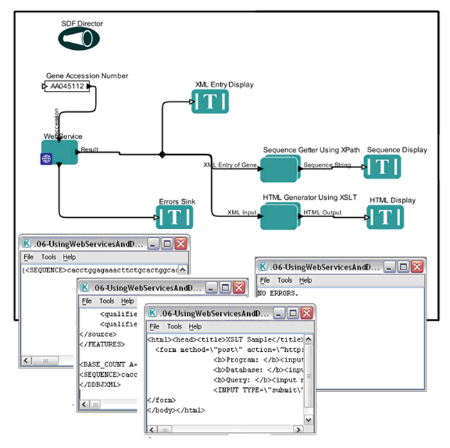 SDF Director
Gene Accession Number
AA045112
XML Entry Display
T
WebService
Result
XML Entry of Gene
Sequence Getter Using XPath
Sequence String
Sequence Display
T
Errors Sink
T
XML Input
HTML Generator Using XSLT
HTML Output
HTML Display
T
.06-UsingWebServicesAndD...
File Tools Help
.06-UsingWebServicesAndD...
File Tools Help
NO ERRORS.
.06-UsingWebServicesAndD...
File Tools Help
<qualifie
<qualifie
</source>
</FEATURES>
<BASE_COUNT A=
<SEQUENCE>cacc
</DDBJXML>
.06-UsingWebServicesAndD...
File Tools Help
<html><head><title>XSLT Sample</title>
<form method=\"post\" action=\"http
<b>Program: </b><input
<b>Database: </b><inpu
<b>Query: </b><input n
<INPUT TYPE=\"submit\"
</form>
</body></html>